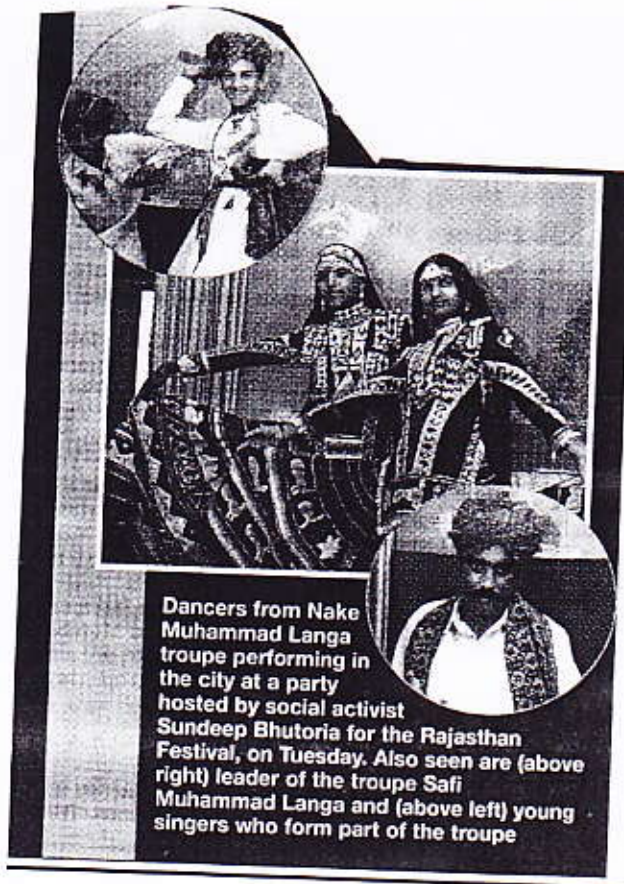 Dancers from Nake
Muhammad Langa
troupe performing in
the city at a party
hosted by social activist
Sundeep Bhutoria for the Rajasthan
Festival, on Tuesday. Also seen are (above
right) leader of the troupe Safi
Muhammad Langa and (above left) young
singers who form part of the troupe